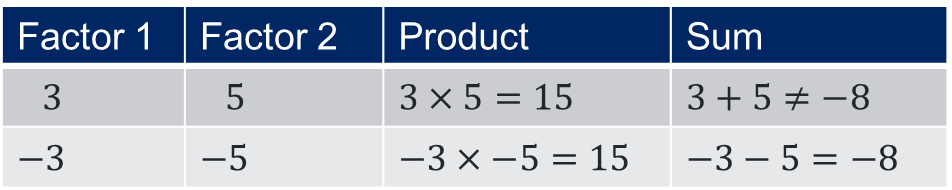 Factor 1 Factor 2 Product Sum
3 5 3 × 5 = 15 3 + 5 ≠ −8
−3 −5 −3 × −5 = 15 −3 − 5 = −8